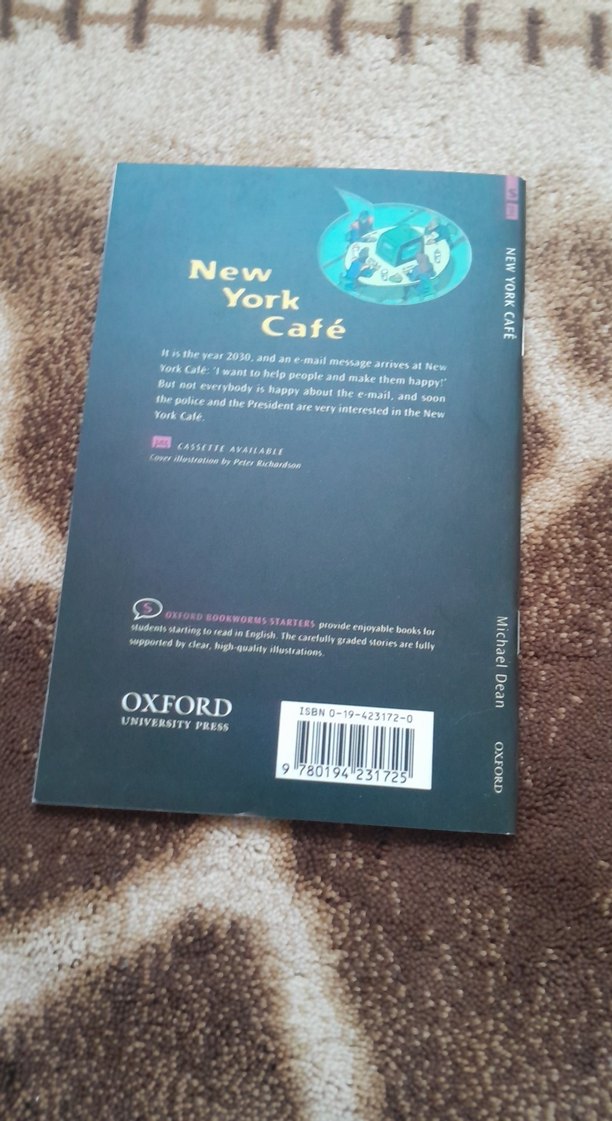 New
York
Café
It is the year 2030, and an e-mail message arrives at New
York Café: 'I want to help people and make them happy!'
But not everybody is happy about the e-mail, and soon
the police and the President are very interested in the New
York Café.
CASSETTE AVAILABLE
Cover illustration by Peter Richardson
S OXFORD BOOKWORMS STARTERS provide enjoyable books for
students starting to read in English. The carefully graded stories are fully
supported by clear, high-quality illustrations.
OXFORD
UNIVERSITY PRESS
ISBN 0-19-423172-0
9 780194 231725
S
NEW YORK CAFÉ
Michael Dean
OXFORD